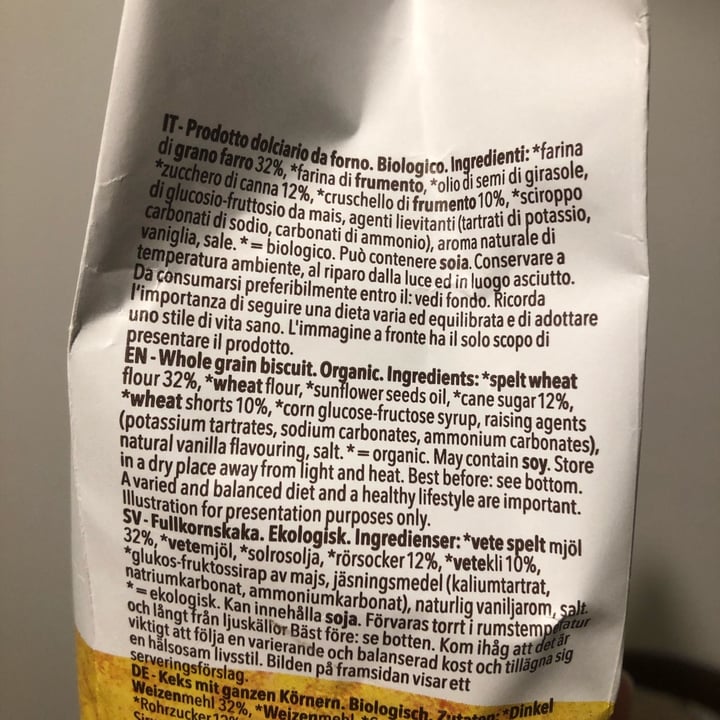 IT - Prodotto dolciario da forno. Biologico. Ingredienti: *farina
di grano farro 32%, *farina di frumento, *olio di semi di girasole,
*zucchero di canna 12%, *cruschello di frumento 10%, *sciroppo
di glucosio-fruttosio da mais, agenti lievitanti (tartrati di potassio,
carbonati di sodio, carbonati di ammonio), aroma naturale di
vaniglia, sale. * = biologico. Può contenere soia. Conservare a
temperatura ambiente, al riparo dalla luce ed in luogo asciutto.
Da consumarsi preferibilmente entro il: vedi fondo. Ricorda
l'importanza di seguire una dieta varia ed equilibrata e di adottare
uno stile di vita sano. L'immagine a fronte ha il solo scopo di
presentare il prodotto.
EN - Whole grain biscuit. Organic. Ingredients: *spelt wheat
flour 32%, *wheat flour, *sunflower seeds oil, *cane sugar 12%,
*wheat shorts 10%, *corn glucose-fructose syrup, raising agents
(potassium tartrates, sodium carbonates, ammonium carbonates),
natural vanilla flavouring, salt. * = organic. May contain soy. Store
in a dry place away from light and heat. Best before: see bottom.
A varied and balanced diet and a healthy lifestyle are important.
Illustration for presentation purposes only.
SV - Fullkornskaka. Ekologisk. Ingredienser: *vete spelt mjöl
32%, *vetemjöl, *solrosolja, *rörsocker 12%, *vetekli 10%,
*glukos-fruktossirap av majs, jäsningsmedel (kaliumtartrat,
natriumkarbonat, ammoniumkarbonat), naturlig vaniljarom, salt.
* = ekologisk. Kan innehålla soja. Förvaras torrt i rumstemperatur
och långt från ljuskällor Bäst före: se botten. Kom ihåg att det är
viktigt att följa en varierande och balanserad kost och tillägna sig
en hälsosam livsstil. Bilden på framsidan visar ett
serveringsförslag.
DE - Keks mit ganzen Körnern. Biologisch. Zutaten: *Dinkel
Weizenmehl 32%, *Weizenmehl,
*Rohrzucker 12%